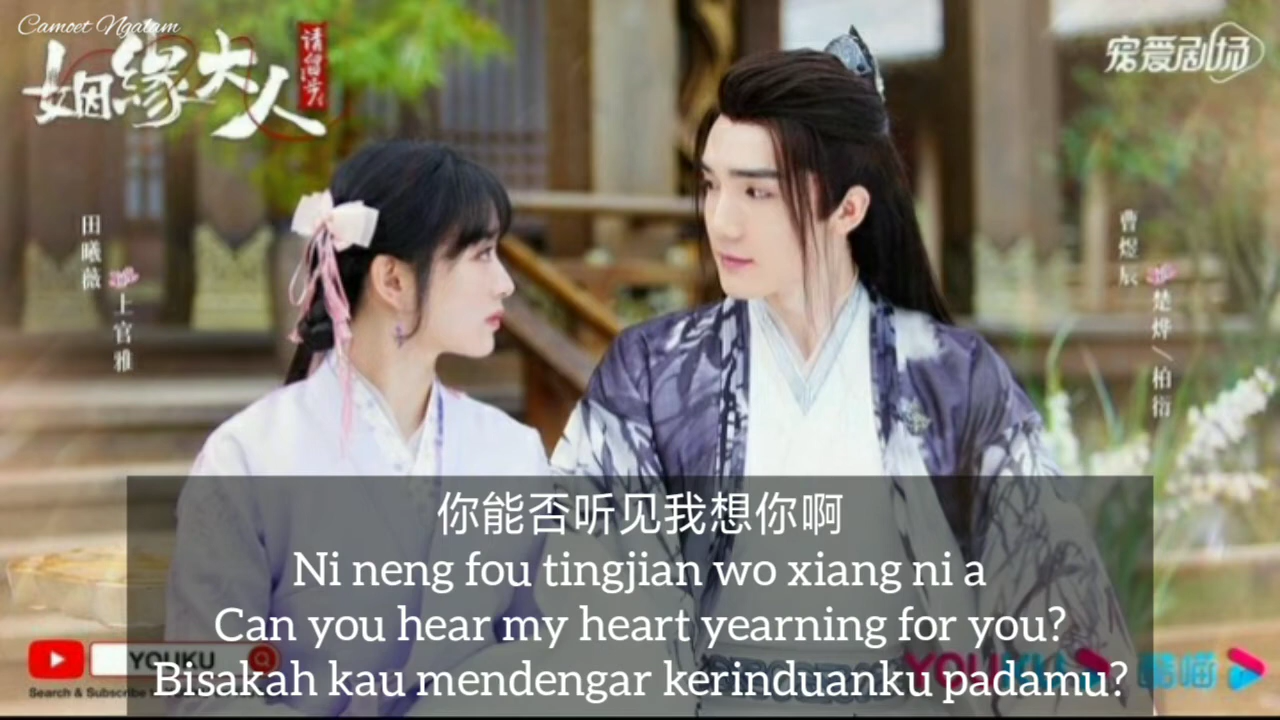 Camoet Ngalam
姻缘大人
请留步
宠爱剧场
田曦薇
上官雅
曹煜辰
楚烨/柏衍
你能否听见我想你啊
Ni neng fou tingjian wo xiang ni a
Can you hear my heart yearning for you?
Bisakah kau mendengar kerinduanku padamu?
YOUKU
Search & Subscribe
YOUKU
酷喵